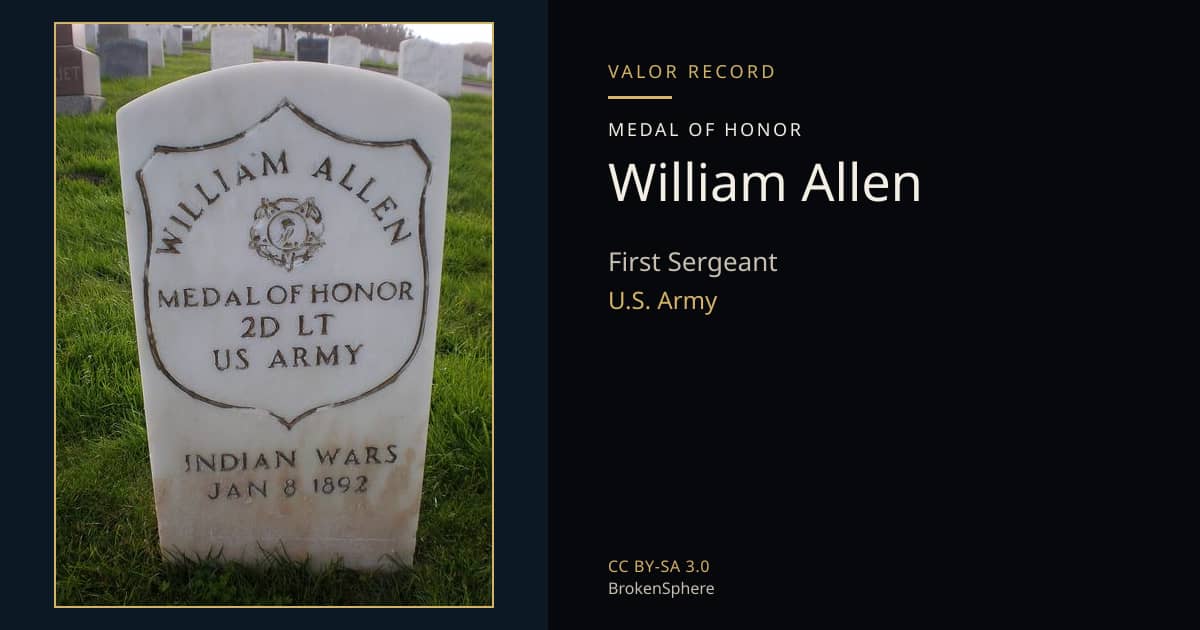 WILLIAM ALLEN
MEDAL OF HONOR
2D LT
US ARMY
INDIAN WARS
JAN 8 1892
VALOR RECORD
MEDAL OF HONOR
William Allen
First Sergeant
U.S. Army
CC BY-SA 3.0
BrokenSphere